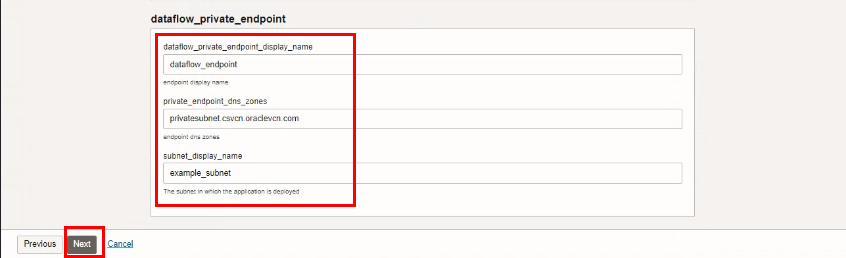 dataflow_private_endpoint
dataflow_private_endpoint_display_name
dataflow_endpoint
endpoint display name
private_endpoint_dns_zones
privatesubnet.csvcn.oraclevcn.com
endpoint dns zones
subnet_display_name
example_subnet
The subnet in which the application is deployed
Previous Next Cancel